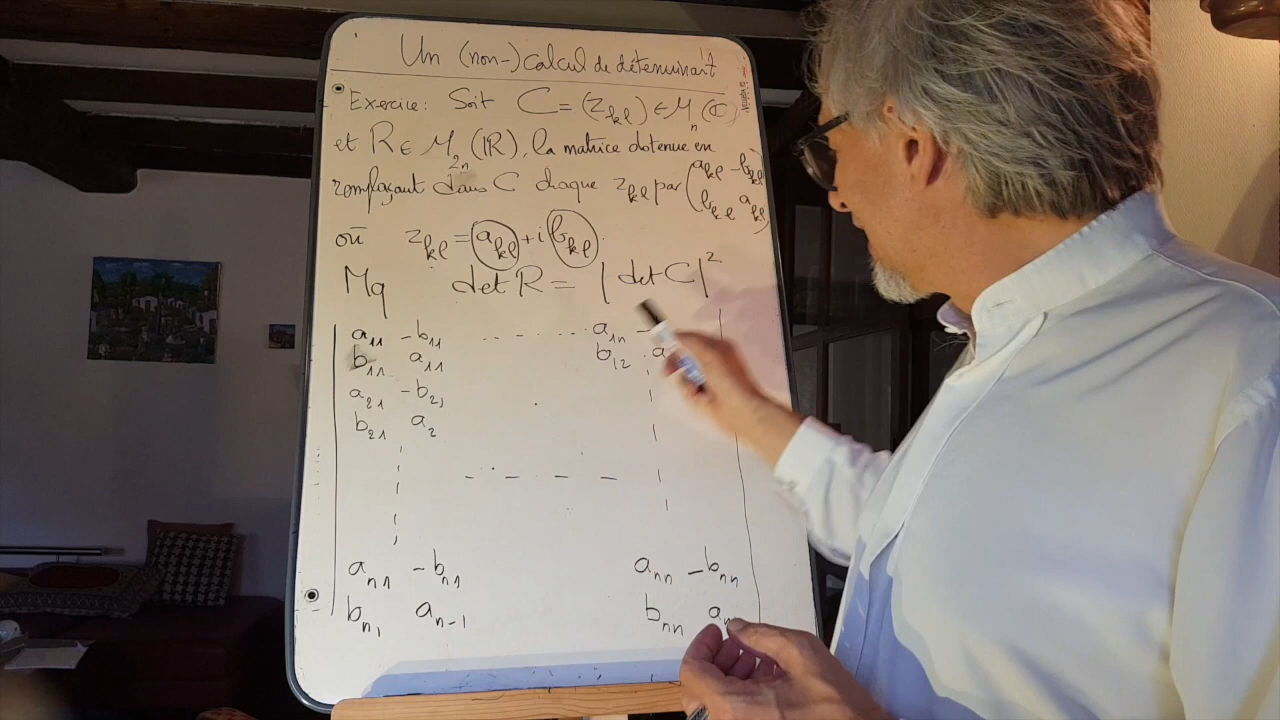 Un (non-) calcul de déterminant
Exercice: Soit C = (z_kl) ∈ M_n(ℂ)
et R ∈ M_2n(ℝ), la matrice obtenue en
remplaçant dans C chaque z_kl par (a_kl -b_kl
b_kl a_kl)
où z_kl = a_kl + i b_kl.
Mq det R = | det C |²
a_11 -b_11 ------ a_1n -
b_11 a_11 b_12 a
a_21 -b_21
b_21 a_2
- - - -
a_n1 -b_n1 a_nn -b_nn
b_n1 a_n-1 b_nn a_n